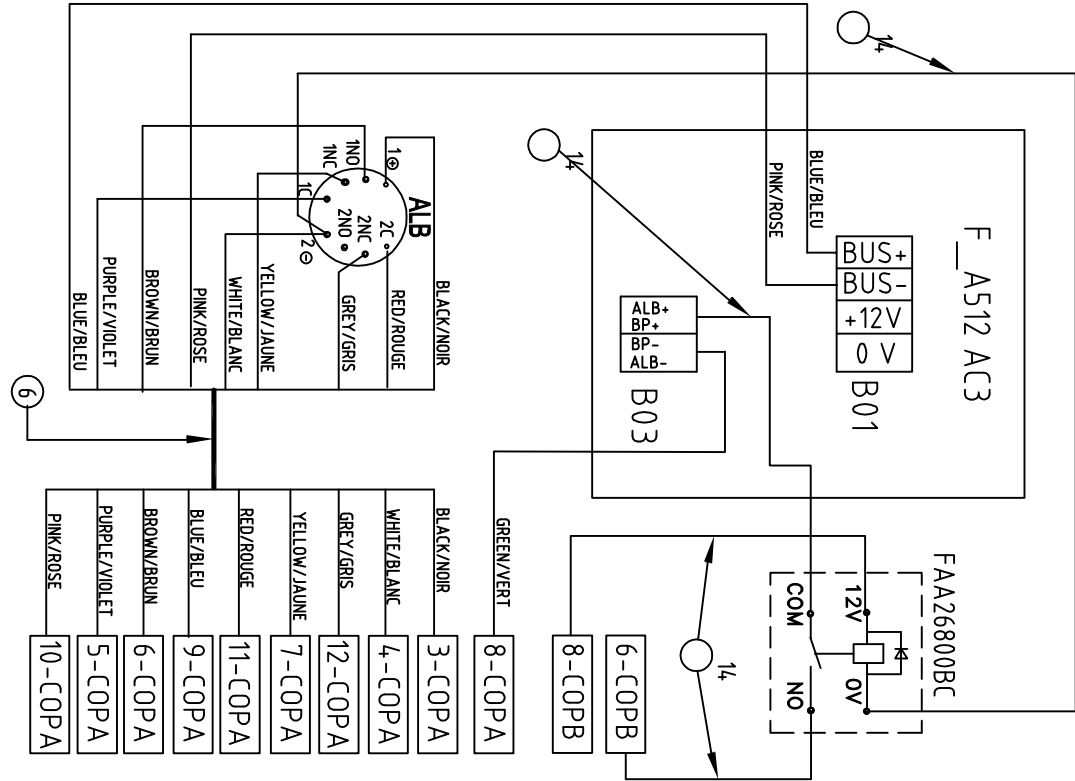 14
14
F_A512 AC3
BLUE/BLEU
PINK/ROSE
BUS+
BUS-
+12V
0 V
B01
ALB+
BP+
BP-
ALB-
B03
ALB
1⊕
1NO
1NC
1C
2C
2NC
2NO
2⊖
BLACK/NOIR
RED/ROUGE
GREY/GRIS
YELLOW/JAUNE
WHITE/BLANC
PINK/ROSE
BROWN/BRUN
PURPLE/VIOLET
BLUE/BLEU
6
PINK/ROSE
PURPLE/VIOLET
BROWN/BRUN
BLUE/BLEU
RED/ROUGE
YELLOW/JAUNE
GREY/GRIS
WHITE/BLANC
BLACK/NOIR
GREEN/VERT
14
FAA26800BC
12V
0V
COM
NO
10-COPA
5-COPA
6-COPA
9-COPA
11-COPA
7-COPA
12-COPA
4-COPA
3-COPA
8-COPA
8-COPB
6-COPB